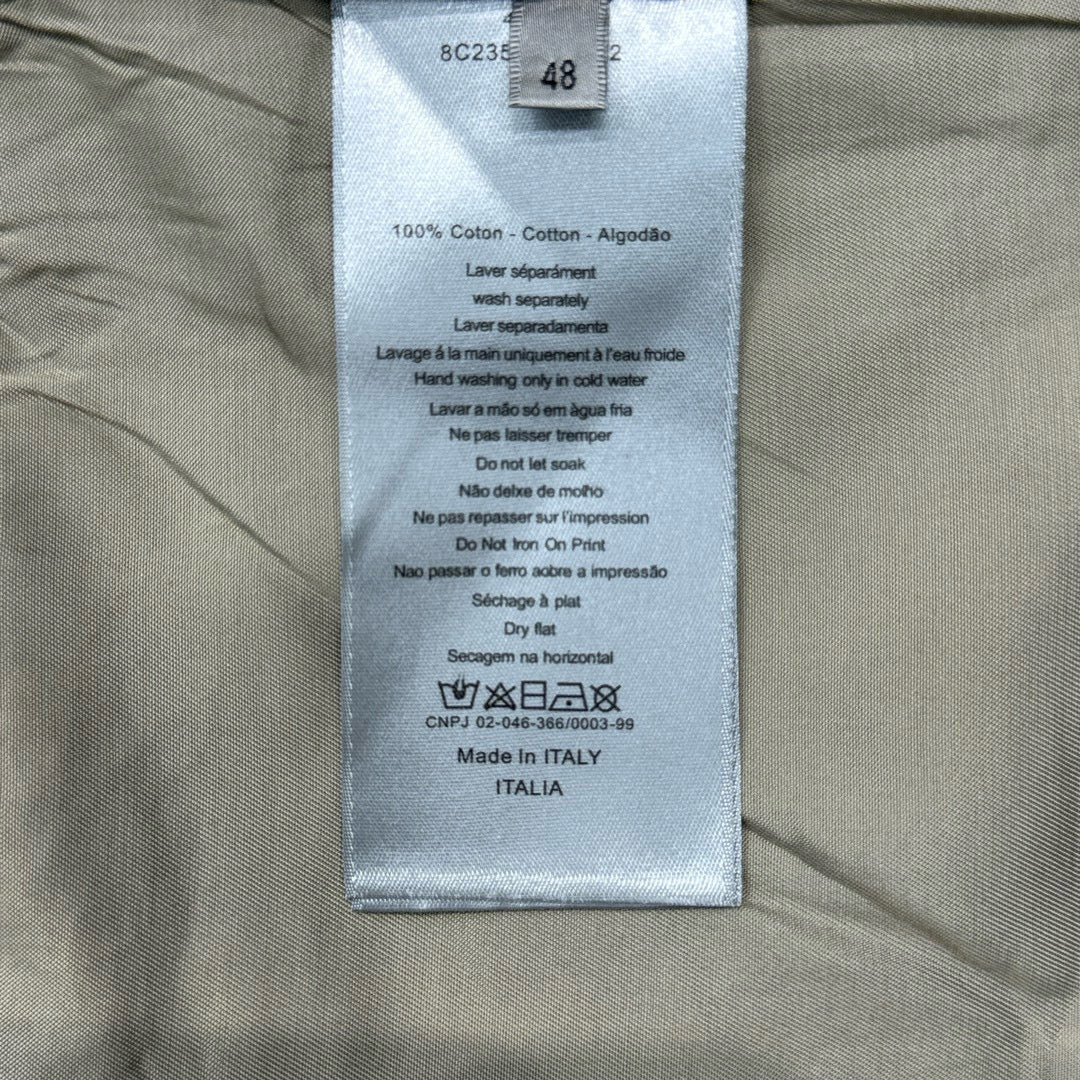 8C235 2
48
100% Coton - Cotton - Algodão
Laver séparámént
wash separately
Laver separadamenta
Lavage á la main uniquement à l'eau froide
Hand washing only in cold water
Lavar a mão só em àgua fria
Ne pas laisser tremper
Do not let soak
Não delxe de molho
Ne pas repasser sur l'impression
Do Not Iron On Print
Nao passar o ferro aobre a impressão
Séchage à plat
Dry flat
Secagem na horizontal
CNPJ 02-046-366/0003-99
Made In ITALY
ITALIA